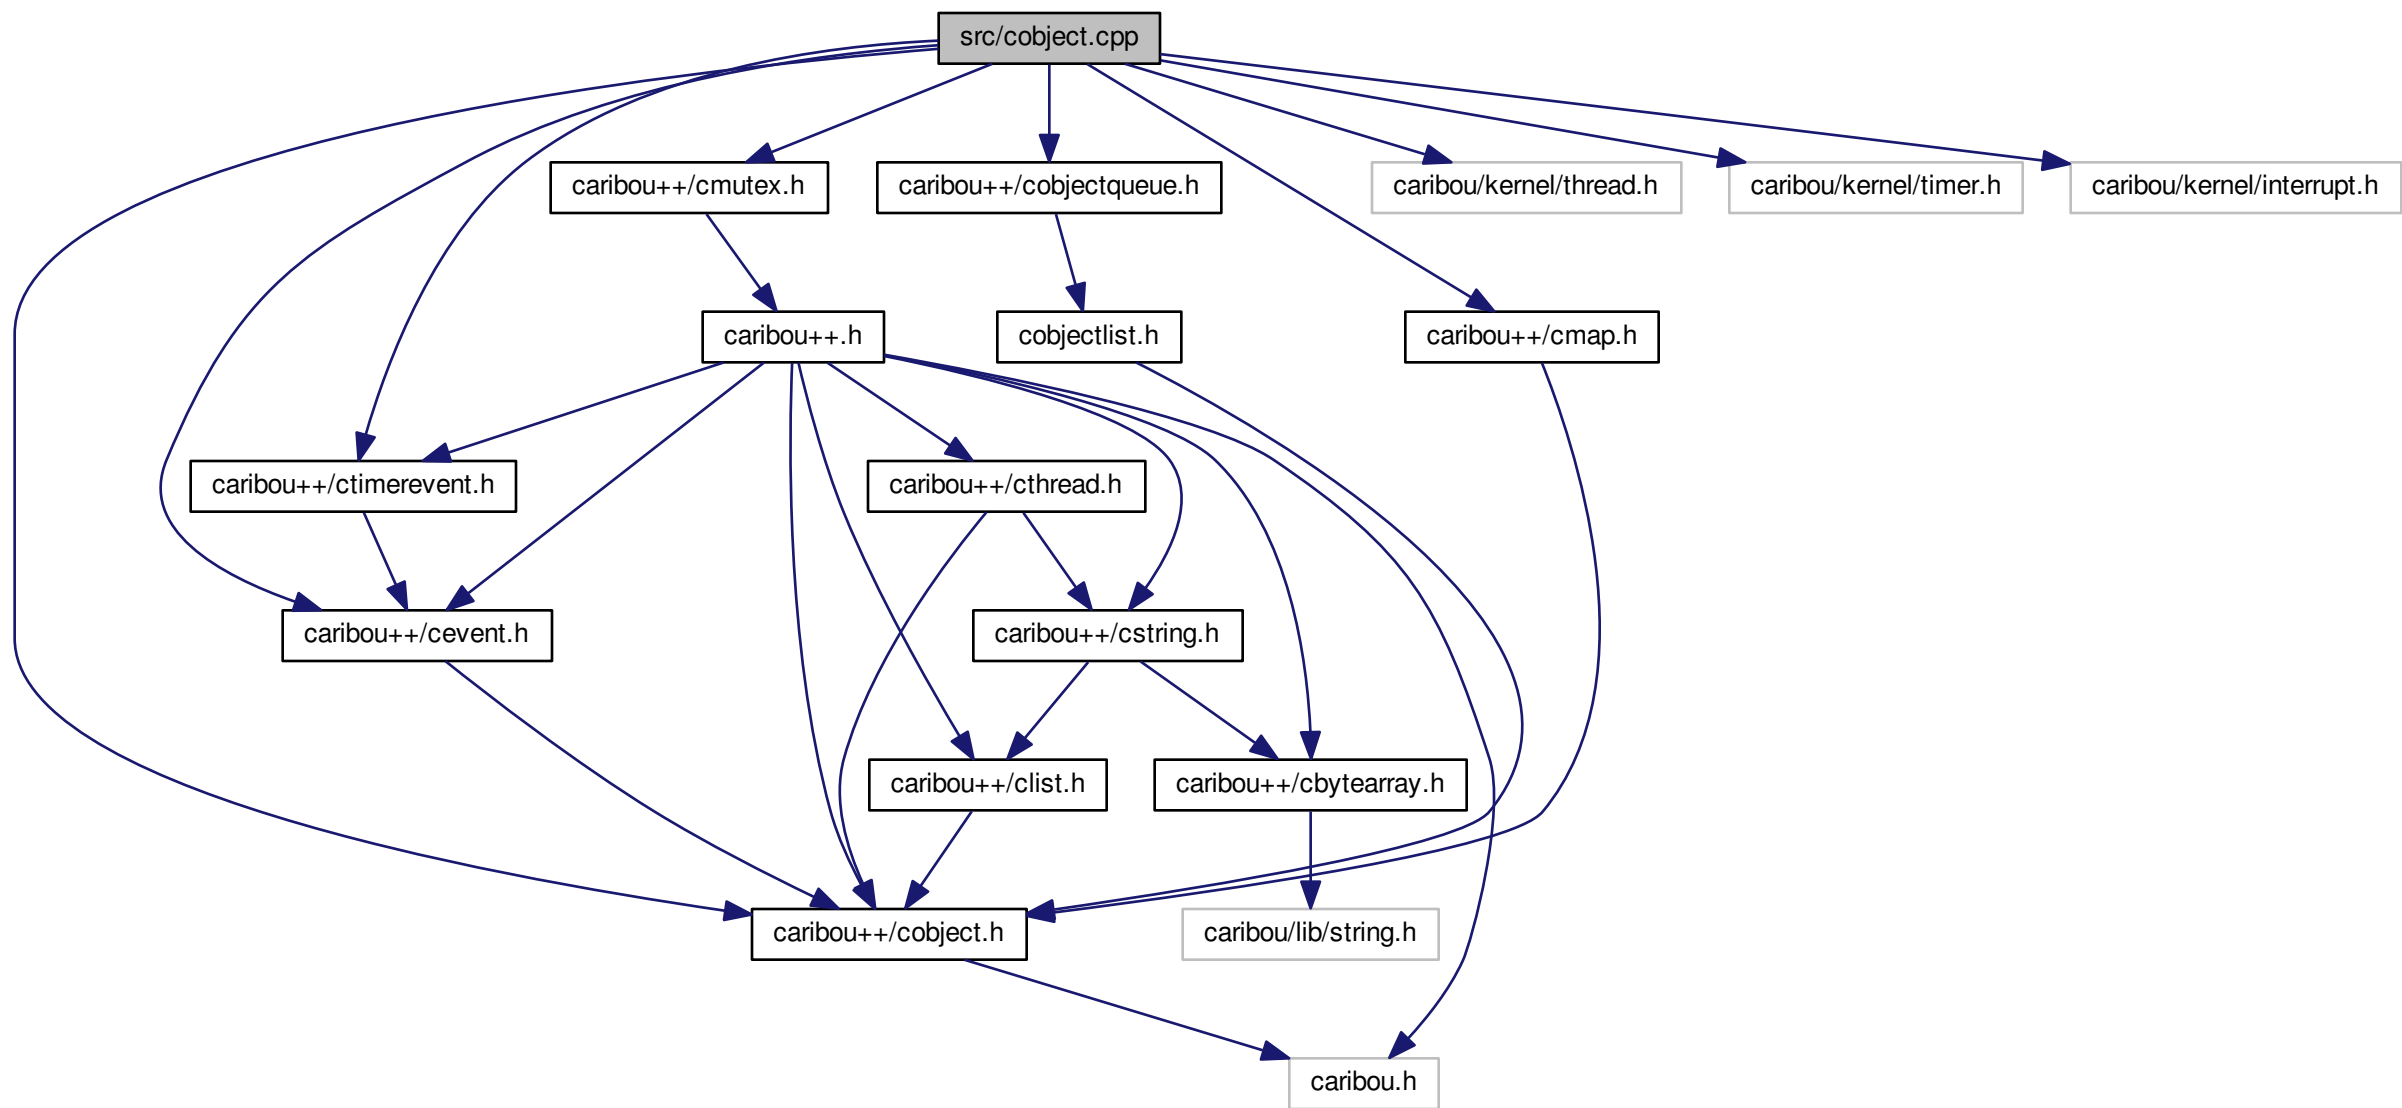 src/cobject.cpp
caribou++/cmutex.h
caribou++/cobjectqueue.h
caribou/kernel/thread.h
caribou/kernel/timer.h
caribou/kernel/interrupt.h
caribou++.h
cobjectlist.h
caribou++/cmap.h
caribou++/ctimerevent.h
caribou++/cthread.h
caribou++/cevent.h
caribou++/cstring.h
caribou++/clist.h
caribou++/cbytearray.h
caribou++/cobject.h
caribou/lib/string.h
caribou.h